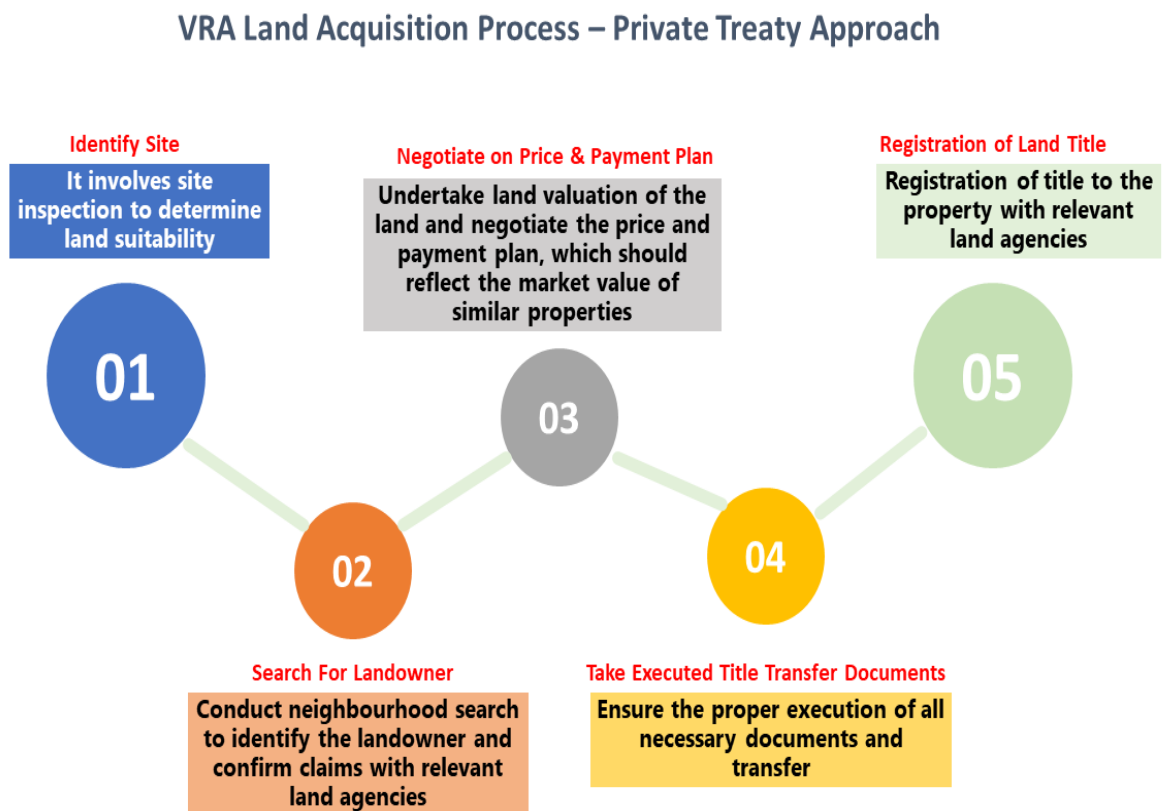 VRA Land Acquisition Process – Private Treaty Approach
Identify Site
It involves site
inspection to determine
land suitability
01
Search For Landowner
Conduct neighbourhood search
to identify the landowner and
confirm claims with relevant
land agencies
02
Negotiate on Price & Payment Plan
Undertake land valuation of the
land and negotiate the price and
payment plan, which should
reflect the market value of
similar properties
03
Take Executed Title Transfer Documents
Ensure the proper execution of all
necessary documents and
transfer
04
Registration of Land Title
Registration of title to the
property with relevant
land agencies
05